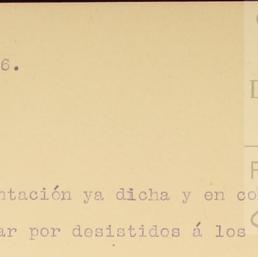 6.
ntación ya dicha y en co
ar por desistidos á los